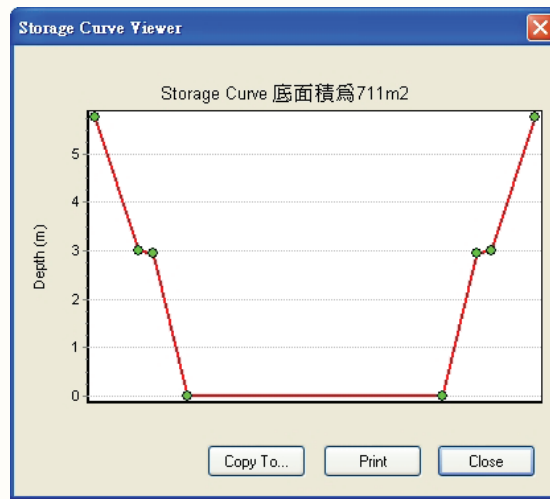 Storage Curve Viewer
Storage Curve 底面積爲711m2
Depth (m)
5
4
3
2
1
0
Copy To...
Print
Close